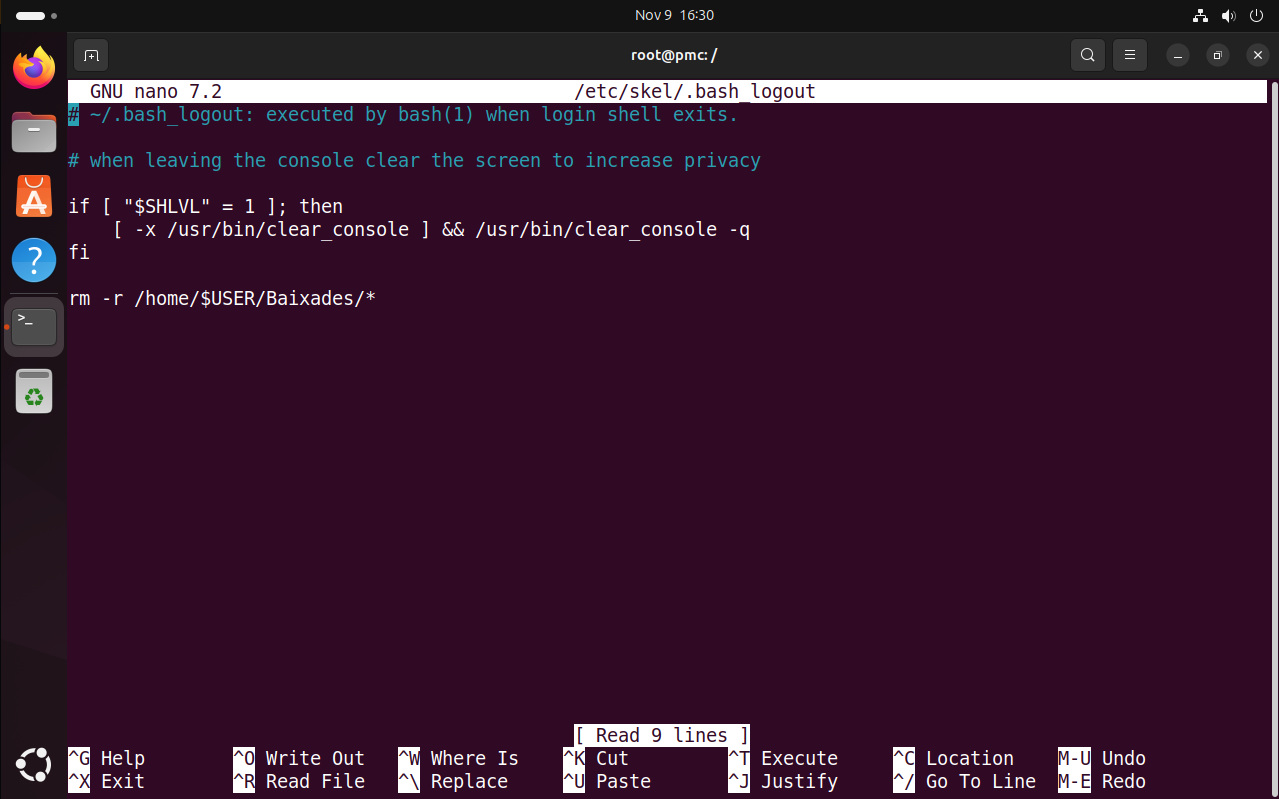 Nov 9 16:30
root@pmc: /
GNU nano 7.2 /etc/skel/.bash_logout
# ~/.bash_logout: executed by bash(1) when login shell exits.
# when leaving the console clear the screen to increase privacy
if [ "$SHLVL" = 1 ]; then
    [ -x /usr/bin/clear_console ] && /usr/bin/clear_console -q
fi
rm -r /home/$USER/Baixades/*
[ Read 9 lines ]
^G Help ^O Write Out ^W Where Is ^K Cut ^T Execute ^C Location M-U Undo
^X Exit ^R Read File ^\ Replace ^U Paste ^J Justify ^/ Go To Line M-E Redo